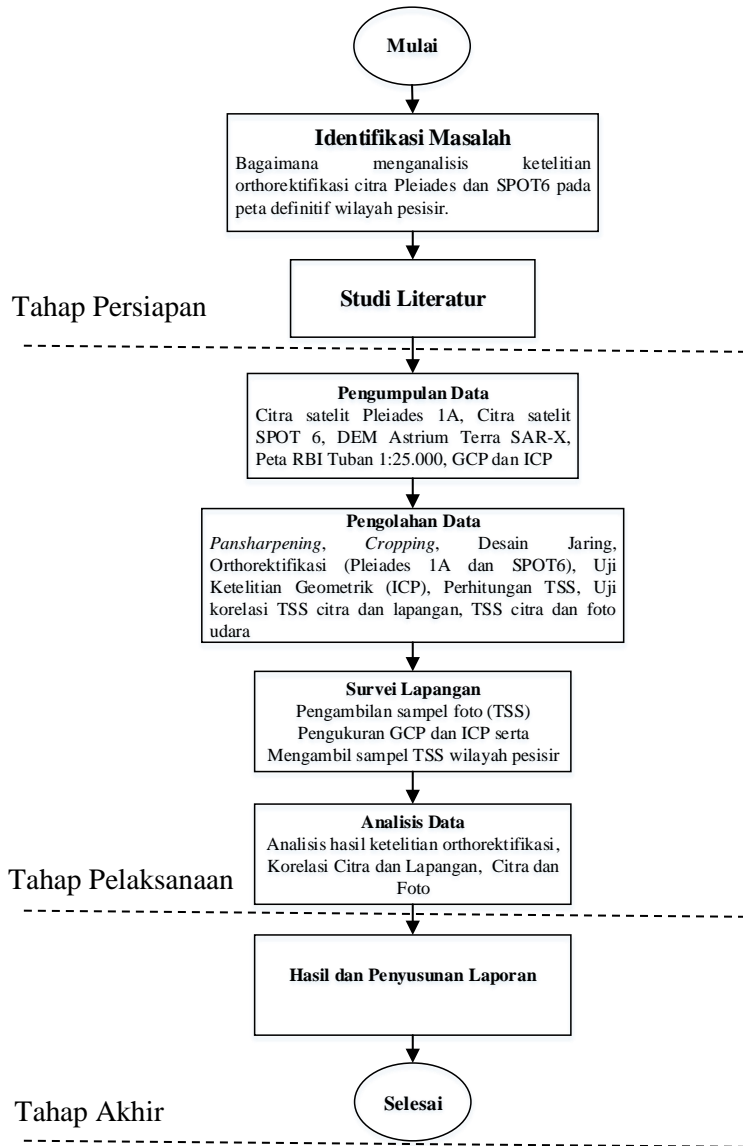 Mulai
Identifikasi Masalah
Bagaimana menganalisis ketelitian
orthorektifikasi citra Pleiades dan SPOT6 pada
peta definitif wilayah pesisir.
Studi Literatur
Tahap Persiapan
Pengumpulan Data
Citra satelit Pleiades 1A, Citra satelit
SPOT 6, DEM Astrium Terra SAR-X,
Peta RBI Tuban 1:25.000, GCP dan ICP
Pengolahan Data
Pansharpening, Cropping, Desain Jaring,
Orthorektifikasi (Pleiades 1A dan SPOT6), Uji
Ketelitian Geometrik (ICP), Perhitungan TSS, Uji
korelasi TSS citra dan lapangan, TSS citra dan foto
udara
Survei Lapangan
Pengambilan sampel foto (TSS)
Pengukuran GCP dan ICP serta
Mengambil sampel TSS wilayah pesisir
Analisis Data
Analisis hasil ketelitian orthorektifikasi,
Korelasi Citra dan Lapangan, Citra dan
Foto
Tahap Pelaksanaan
Hasil dan Penyusunan Laporan
Selesai
Tahap Akhir